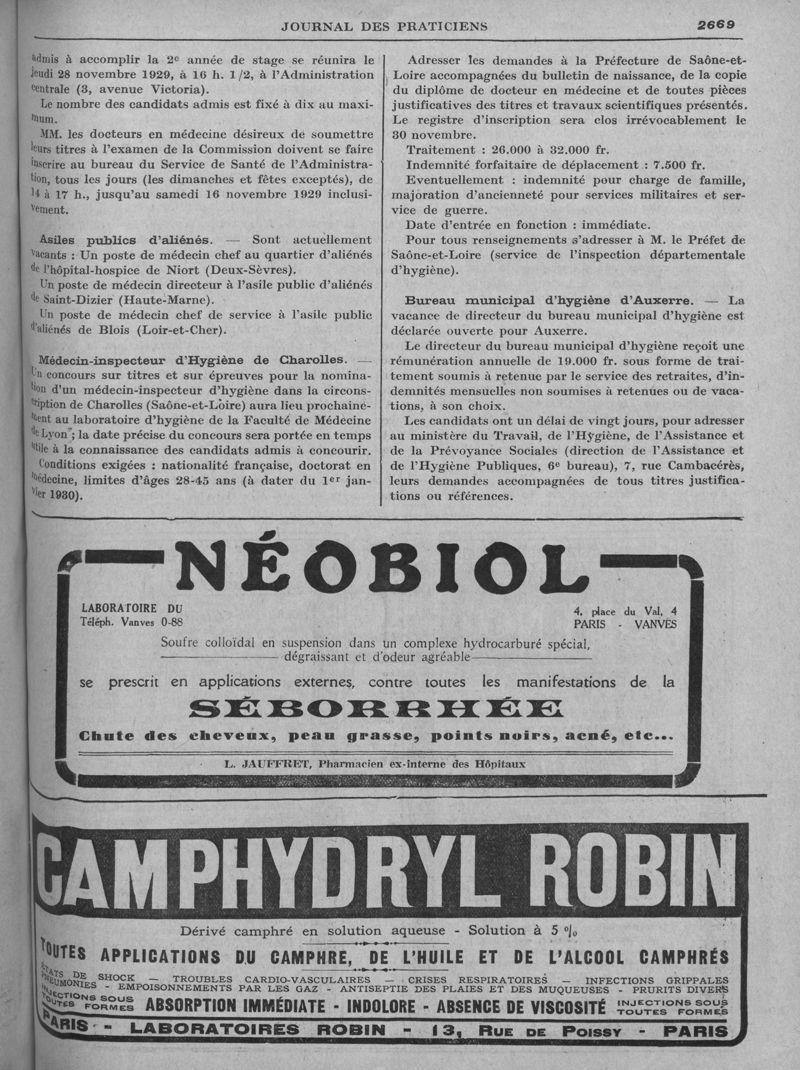 JOURNAL DES PRATICIENS
2669
admis à accomplir la 2e année de stage se réunira le
jeudi 28 novembre 1929, à 16 h. 1/2, à l'Administration
centrale (3, avenue Victoria).
Le nombre des candidats admis est fixé à dix au maxi-
mum.
MM. les docteurs en médecine désireux de soumettre
leurs titres à l'examen de la Commission doivent se faire
inscrire au bureau du Service de Santé de l'Administra-
tion, tous les jours (les dimanches et fêtes exceptés), de
14 à 17 h., jusqu'au samedi 16 novembre 1929 inclusi-
vement.
Asiles publics d'aliénés. — Sont actuellement
vacants : Un poste de médecin chef au quartier d'aliénés
de l'hôpital-hospice de Niort (Deux-Sèvres).
Un poste de médecin directeur à l'asile public d'aliénés
de Saint-Dizier (Haute-Marne).
Un poste de médecin chef de service à l'asile public
d'aliénés de Blois (Loir-et-Cher).
Médecin-inspecteur d'Hygiène de Charolles. —
Un concours sur titres et sur épreuves pour la nomina-
tion d'un médecin-inspecteur d'hygiène dans la circons-
cription de Charolles (Saône-et-Loire) aura lieu prochaine-
ment au laboratoire d'hygiène de la Faculté de Médecine
de Lyon ; la date précise du concours sera portée en temps
utile à la connaissance des candidats admis à concourir.
Conditions exigées : nationalité française, doctorat en
médecine, limites d'âges 28-45 ans (à dater du 1er jan-
vier 1930).
Adresser les demandes à la Préfecture de Saône-et-
Loire accompagnées du bulletin de naissance, de la copie
du diplôme de docteur en médecine et de toutes pièces
justificatives des titres et travaux scientifiques présentés.
Le registre d'inscription sera clos irrévocablement le
30 novembre.
Traitement : 26.000 à 32.000 fr.
Indemnité forfaitaire de déplacement : 7.500 fr.
Eventuellement : indemnité pour charge de famille,
majoration d'ancienneté pour services militaires et ser-
vice de guerre.
Date d'entrée en fonction : immédiate.
Pour tous renseignements s'adresser à M. le Préfet de
Saône-et-Loire (service de l'inspection départementale
d'hygiène).
Bureau municipal d'hygiène d'Auxerre. — La
vacance de directeur du bureau municipal d'hygiène est
déclarée ouverte pour Auxerre.
Le directeur du bureau municipal d'hygiène reçoit une
rémunération annuelle de 19.000 fr. sous forme de trai-
tement soumis à retenue par le service des retraites, d'in-
demnités mensuelles non soumises à retenues ou de vaca-
tions, à son choix.
Les candidats ont un délai de vingt jours, pour adresser
au ministère du Travail, de l'Hygiène, de l'Assistance et
de la Prévoyance Sociales (direction de l'Assistance et
de l'Hygiène Publiques, 6e bureau), 7, rue Cambacérès,
leurs demandes accompagnées de tous titres justifica-
tions ou références.
NÉOBIOL
LABORATOIRE DU
Téléph. Vanves 0-88
4, place du Val, 4
PARIS - VANVES
Soufre colloïdal en suspension dans un complexe hydrocarburé spécial,
dégraissant et d'odeur agréable
se prescrit en applications externes, contre toutes les manifestations de la
SÉBORRHÉE
Chute des cheveux, peau grasse, points noirs, acné, etc...
L. JAUFFRET, Pharmacien ex-interne des Hôpitaux
CAMPHYDRYL ROBIN
Dérivé camphré en solution aqueuse - Solution à 5 %
TOUTES APPLICATIONS DU CAMPHRE, DE L'HUILE ET DE L'ALCOOL CAMPHRÉS
ÉTATS DE SHOCK — TROUBLES CARDIO-VASCULAIRES — CRISES RESPIRATOIRES — INFECTIONS GRIPPALES
PNEUMONIES - EMPOISONNEMENTS PAR LES GAZ - ANTISEPTIE DES PLAIES ET DES MUQUEUSES - PRURITS DIVERS
INJECTIONS SOUS TOUTES FORMES ABSORPTION IMMÉDIATE - INDOLORE - ABSENCE DE VISCOSITÉ INJECTIONS SOUS TOUTES FORMES
PARIS - LABORATOIRES ROBIN - 13, RUE DE POISSY - PARIS